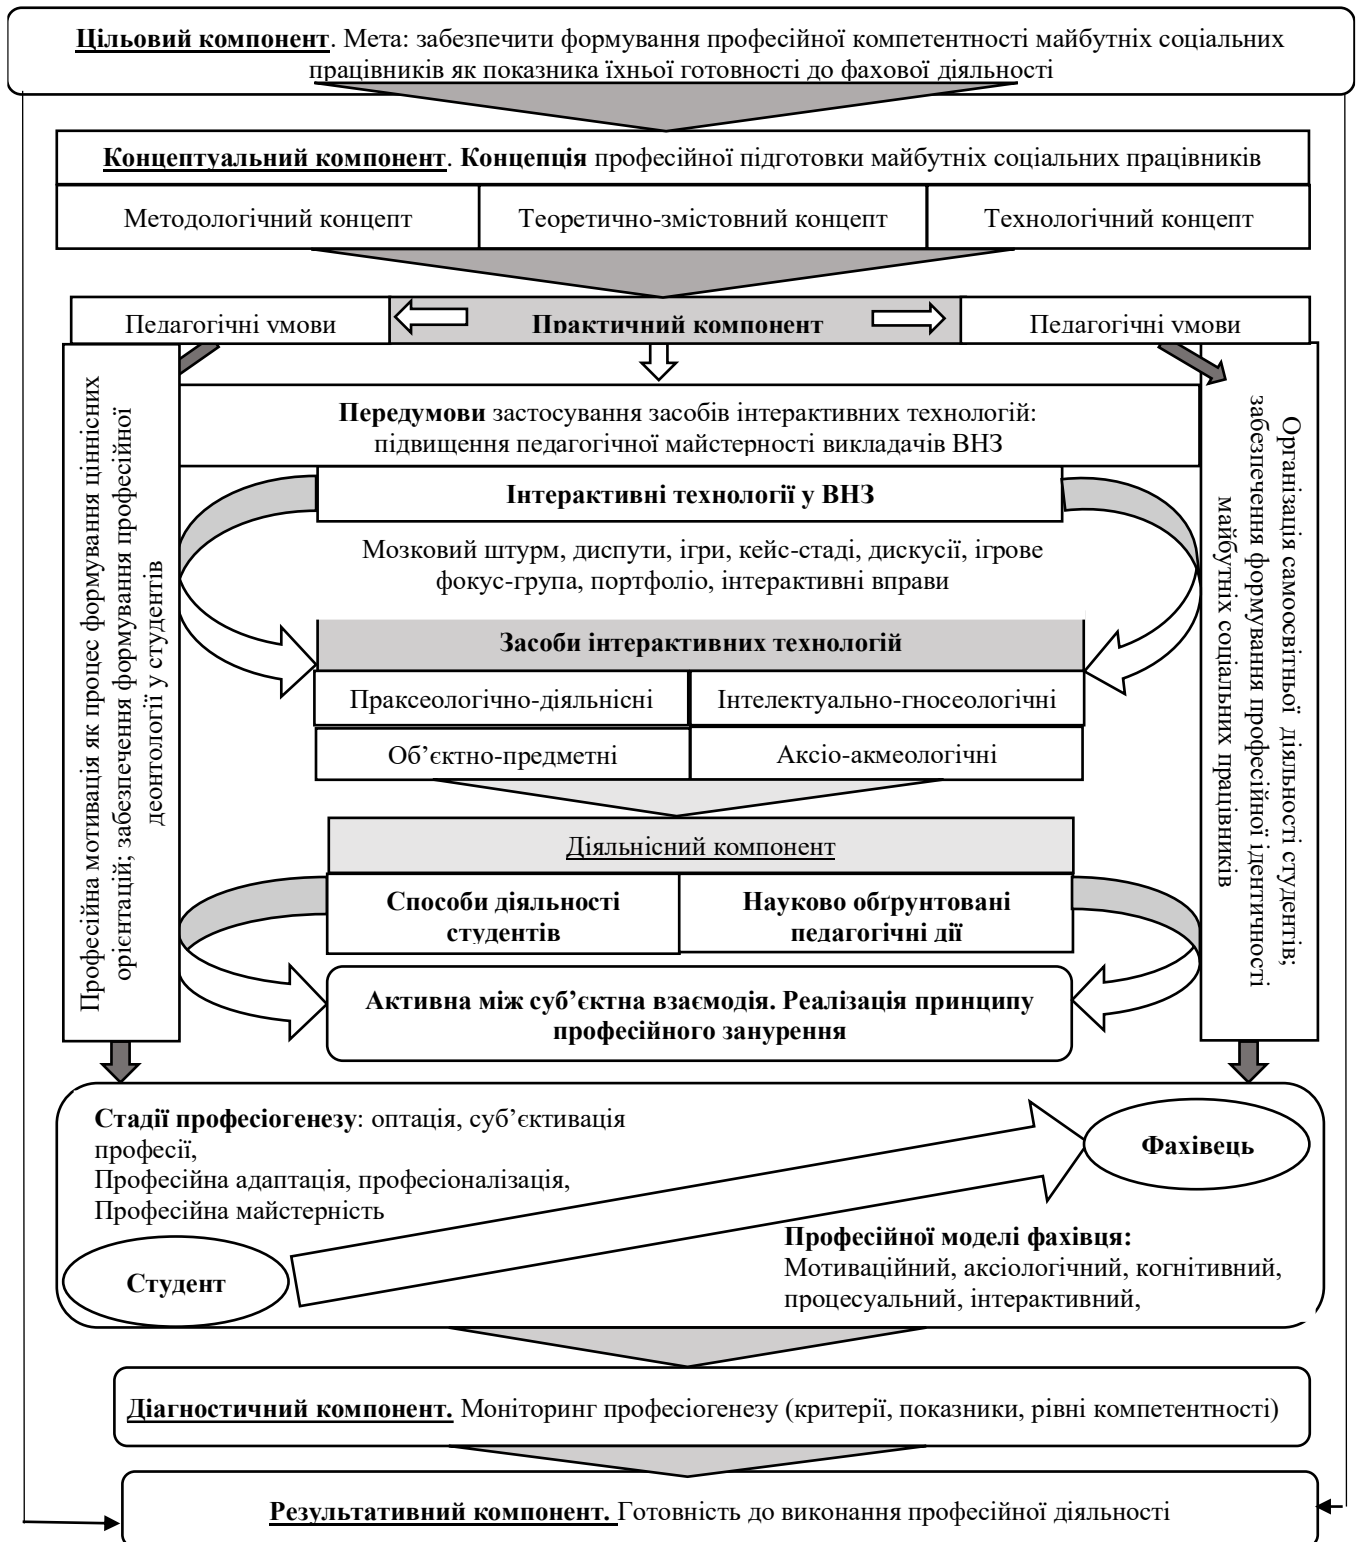 Цільовий компонент. Мета: забезпечити формування професійної компетентності майбутніх соціальних
працівників як показника їхньої готовності до фахової діяльності
Концептуальний компонент. Концепція професійної підготовки майбутніх соціальних працівників
Методологічний концепт
Теоретично-змістовний концепт
Технологічний концепт
Педагогічні умови
Практичний компонент
Педагогічні умови
Професійна мотивація як процес формування ціннісних
орієнтацій; забезпечення формування професійної
деонтології у студентів
Передумови застосування засобів інтерактивних технологій:
підвищення педагогічної майстерності викладачів ВНЗ
Інтерактивні технології у ВНЗ
Мозковий штурм, диспути, ігри, кейс-стаді, дискусії, ігрове
фокус-група, портфоліо, інтерактивні вправи
Засоби інтерактивних технологій
Праксеологічно-діяльнісні
Інтелектуально-гносеологічні
Об’єктно-предметні
Аксіо-акмеологічні
Діяльнісний компонент
Способи діяльності
студентів
Науково обґрунтовані
педагогічні дії
Активна між суб’єктна взаємодія. Реалізація принципу
професійного занурення
Організація самоосвітньої діяльності студентів;
забезпечення формування професійної ідентичності
майбутніх соціальних працівників
Стадії професіогенезу: оптація, суб’єктивація
професії,
Професійна адаптація, професіоналізація,
Професійна майстерність
Фахівець
Студент
Професійної моделі фахівця:
Мотиваційний, аксіологічний, когнітивний,
процесуальний, інтерактивний,
Діагностичний компонент. Моніторинг професіогенезу (критерії, показники, рівні компетентності)
Результативний компонент. Готовність до виконання професійної діяльності